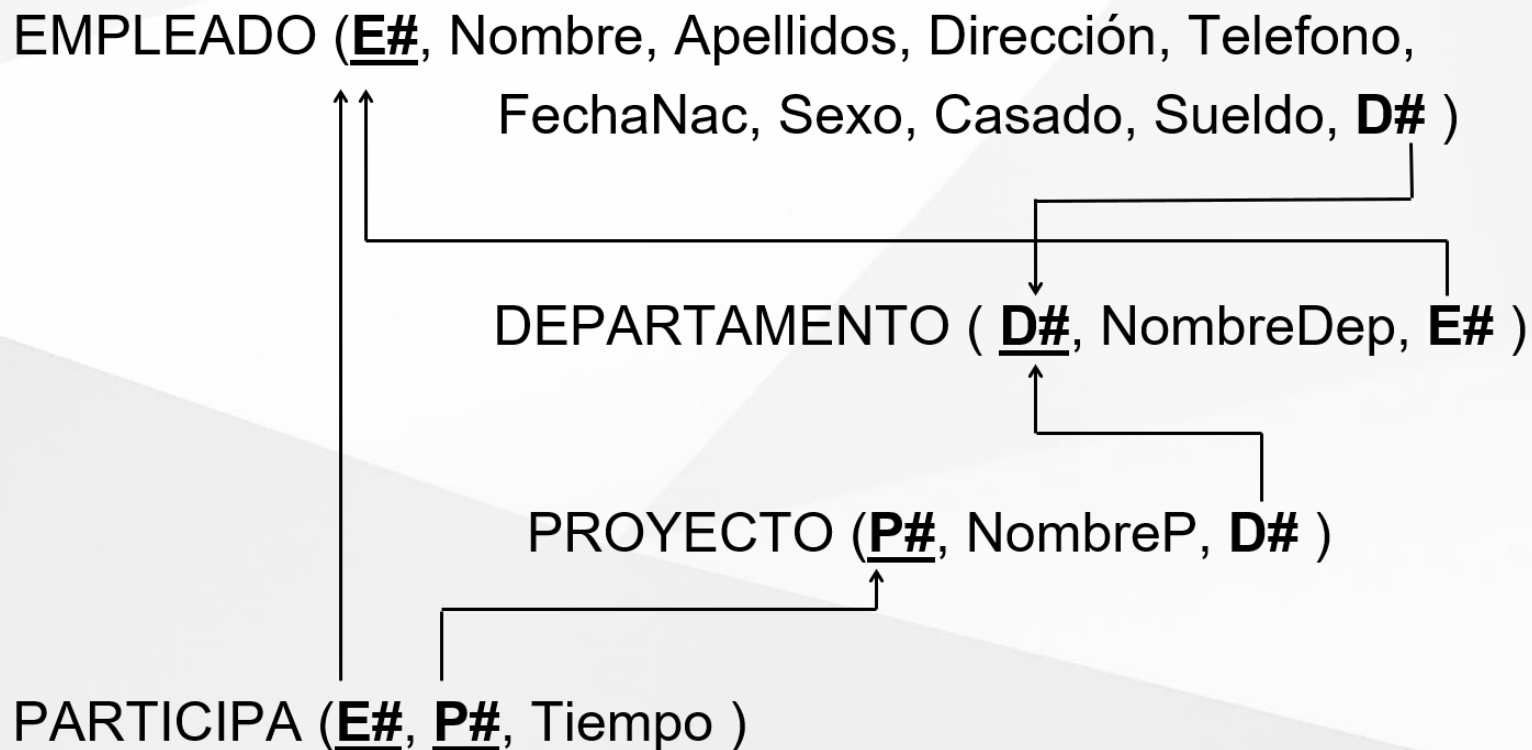 EMPLEADO (E#, Nombre, Apellidos, Dirección, Telefono,
FechaNac, Sexo, Casado, Sueldo, D# )
DEPARTAMENTO ( D#, NombreDep, E# )
PROYECTO (P#, NombreP, D# )
PARTICIPA (E#, P#, Tiempo )